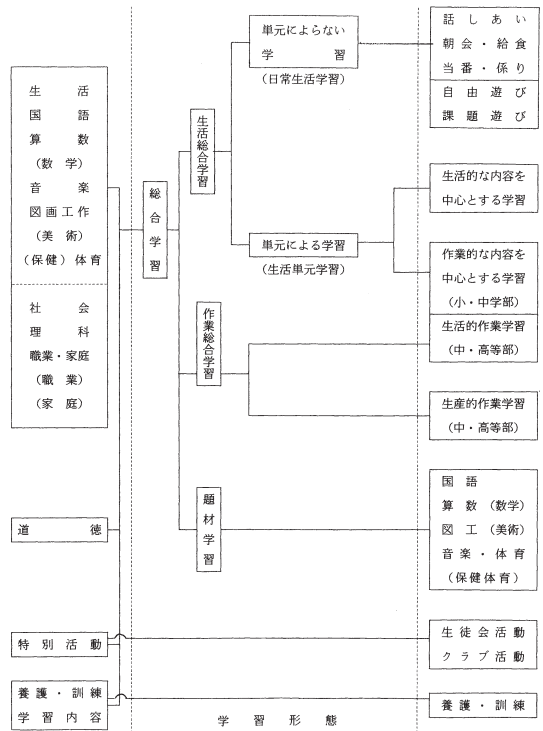 生活
国語
算数
(数学)
音楽
図画工作
(美術)
(保健)体育
社会
理科
職業・家庭
(職業)
(家庭)
道徳
特別活動
養護・訓練
学習内容
総合学習
生活総合学習
作業総合学習
題材学習
単元によらない
学習
(日常生活学習)
単元による学習
(生活単元学習)
学習形態
話しあい
朝会・給食
当番・係り
自由遊び
課題遊び
生活的な内容を
中心とする学習
作業的な内容を
中心とする学習
(小・中学部)
生活的作業学習
(中・高等部)
生産的作業学習
(中・高等部)
国語
算数(数学)
図工(美術)
音楽・体育
(保健体育)
生徒会活動
クラブ活動
養護・訓練